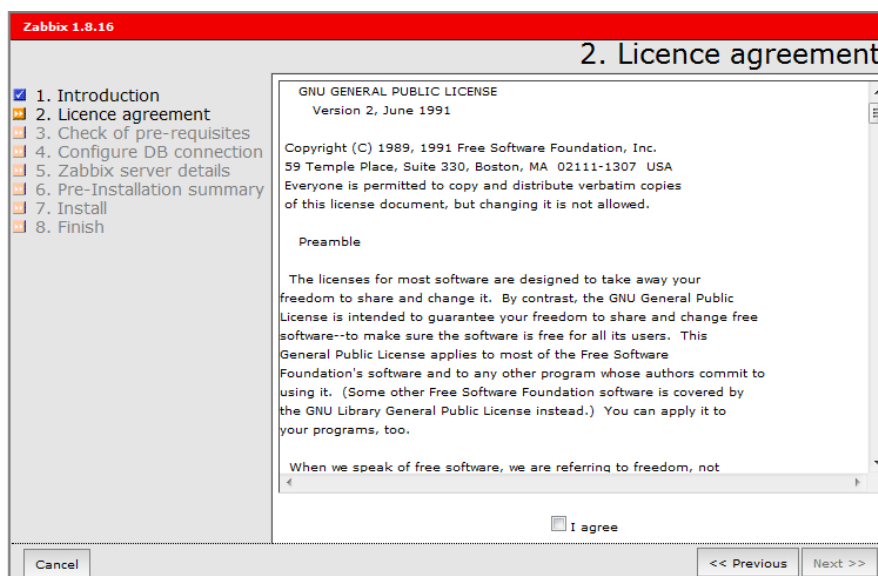 Zabbix 1.8.16
2. Licence agreement
1. Introduction
2. Licence agreement
3. Check of pre-requisites
4. Configure DB connection
5. Zabbix server details
6. Pre-Installation summary
7. Install
8. Finish
GNU GENERAL PUBLIC LICENSE
Version 2, June 1991
Copyright (C) 1989, 1991 Free Software Foundation, Inc.
59 Temple Place, Suite 330, Boston, MA 02111-1307 USA
Everyone is permitted to copy and distribute verbatim copies
of this license document, but changing it is not allowed.
Preamble
The licenses for most software are designed to take away your
freedom to share and change it. By contrast, the GNU General Public
License is intended to guarantee your freedom to share and change free
software--to make sure the software is free for all its users. This
General Public License applies to most of the Free Software
Foundation's software and to any other program whose authors commit to
using it. (Some other Free Software Foundation software is covered by
the GNU Library General Public License instead.) You can apply it to
your programs, too.
When we speak of free software, we are referring to freedom, not
I agree
Cancel
<< Previous
Next >>